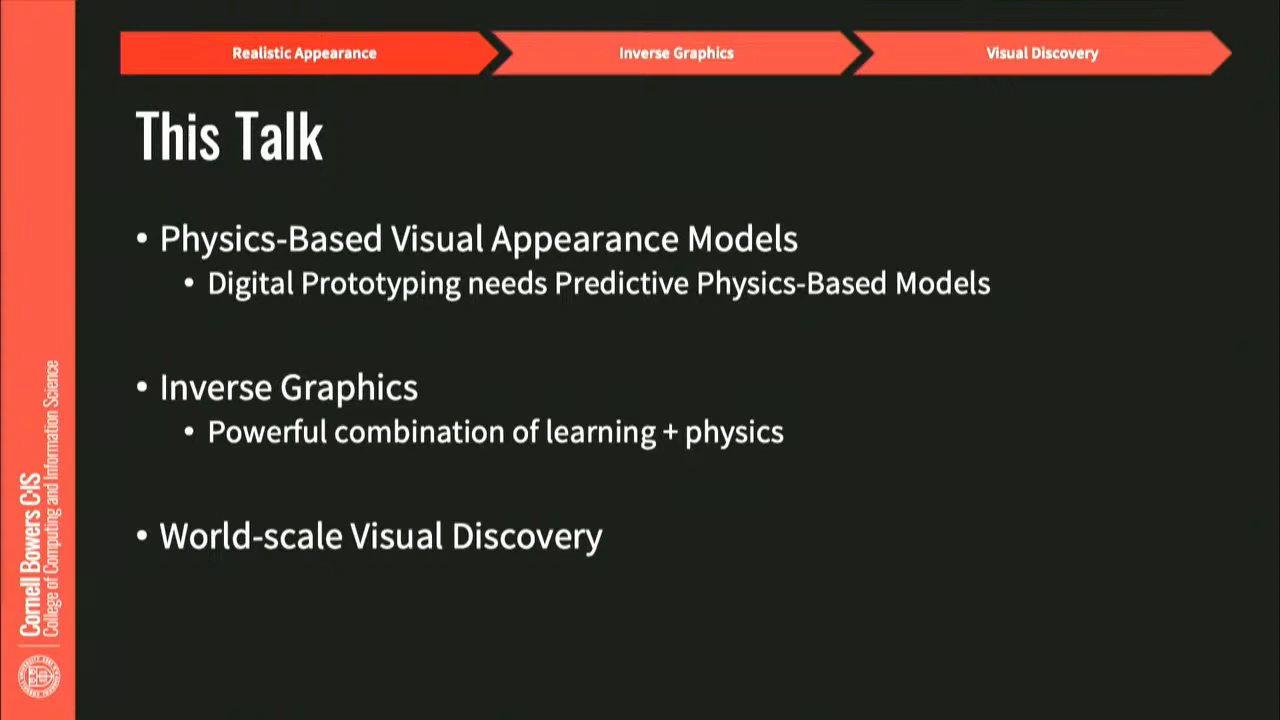 Realistic Appearance
Inverse Graphics
Visual Discovery
This Talk
• Physics-Based Visual Appearance Models
• Digital Prototyping needs Predictive Physics-Based Models
• Inverse Graphics
• Powerful combination of learning + physics
• World-scale Visual Discovery
Cornell Bowers C·IS
College of Computing and Information Science